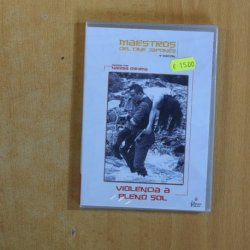 MAESTROS
DEL CINE JAPONÉS
€ 15.00
VIOLENCIA A
PLENO SOL